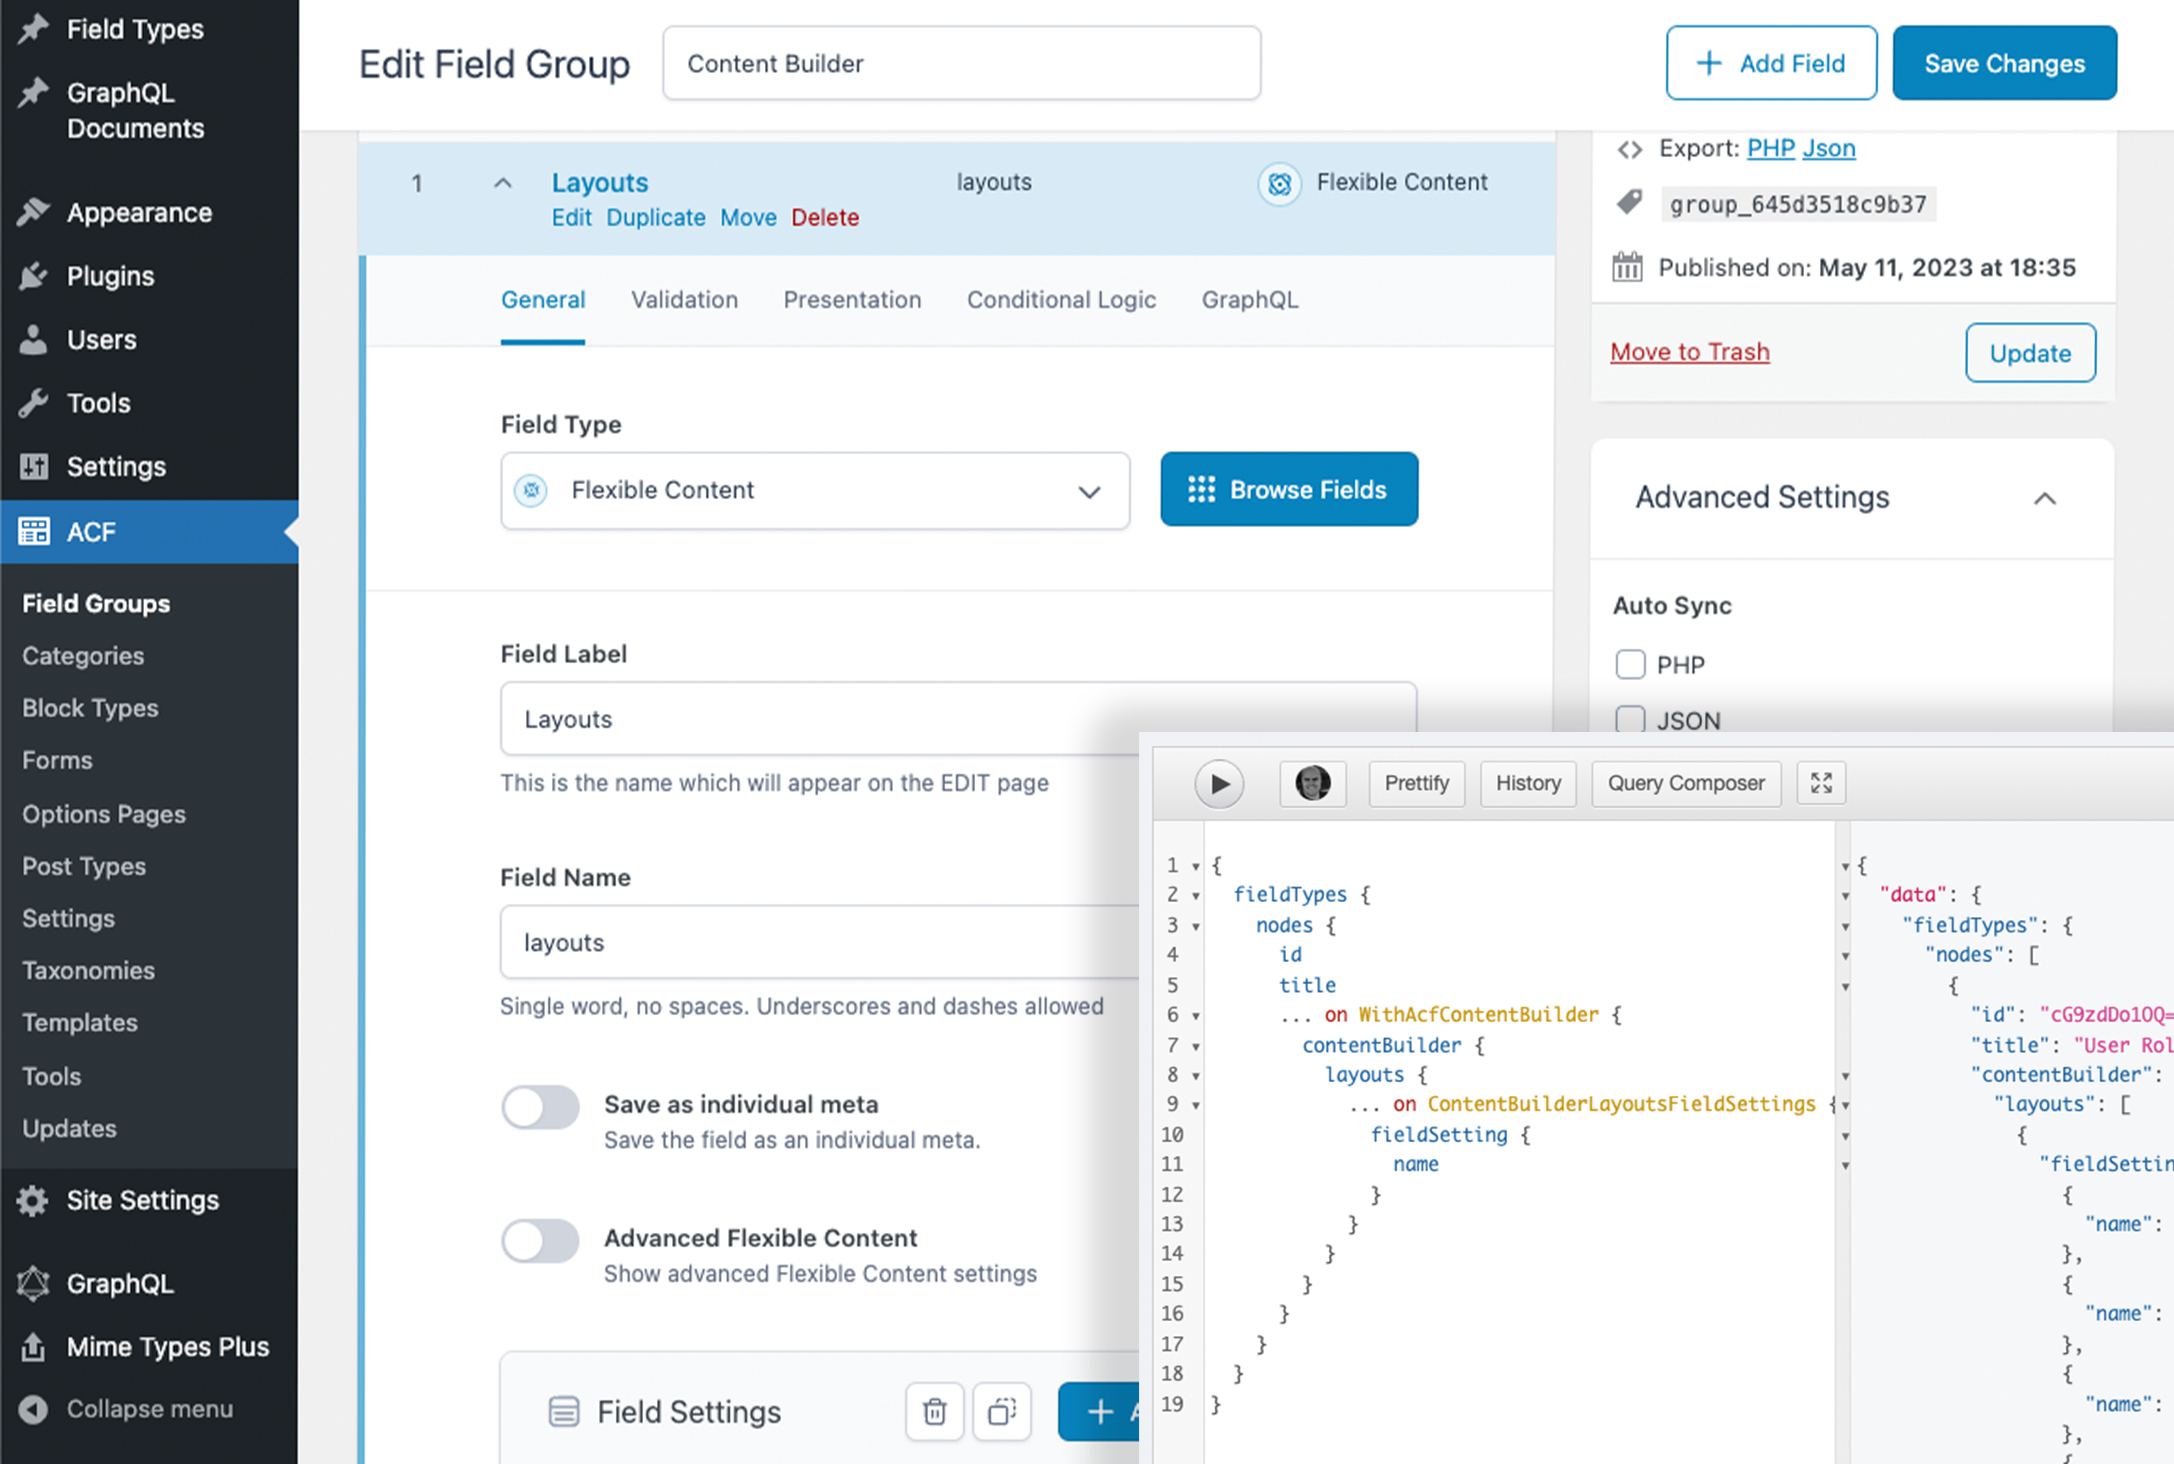 Field Types
GraphQL
Documents
Appearance
Plugins
Users
Tools
Settings
ACF
Field Groups
Categories
Block Types
Forms
Options Pages
Post Types
Settings
Taxonomies
Templates
Tools
Updates
Site Settings
GraphQL
Mime Types Plus
Collapse menu
Edit Field Group
Content Builder
+ Add Field
Save Changes
1
Layouts
layouts
Flexible Content
Edit Duplicate Move Delete
General
Validation
Presentation
Conditional Logic
GraphQL
Field Type
Flexible Content
Browse Fields
Field Label
Layouts
This is the name which will appear on the EDIT page
Field Name
layouts
Single word, no spaces. Underscores and dashes allowed
Save as individual meta
Save the field as an individual meta.
Advanced Flexible Content
Show advanced Flexible Content settings
Field Settings
+
Export: PHP Json
group_645d3518c9b37
Published on: May 11, 2023 at 18:35
Move to Trash
Update
Advanced Settings
Auto Sync
PHP
JSON
Prettify
History
Query Composer
1 {
2 fieldTypes {
3 nodes {
4 id
5 title
6 ... on WithAcfContentBuilder {
7 contentBuilder {
8 layouts {
9 ... on ContentBuilderLayoutsFieldSettings {
10 fieldSetting {
11 name
12 }
13 }
14 }
15 }
16 }
17 }
18 }
19 }
{
"data": {
"fieldTypes": {
"nodes": [
{
"id": "cG9zdDo1OQ=
"title": "User Rol
"contentBuilder":
"layouts": [
{
"fieldSettin
{
"name":
},
{
"name":
},
{
"name":
},
{